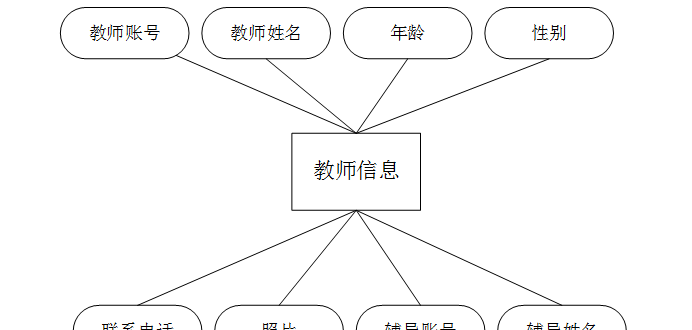 教师账号
教师姓名
年龄
性别
教师信息
联系电话
照片
辅导账号
辅导姓名